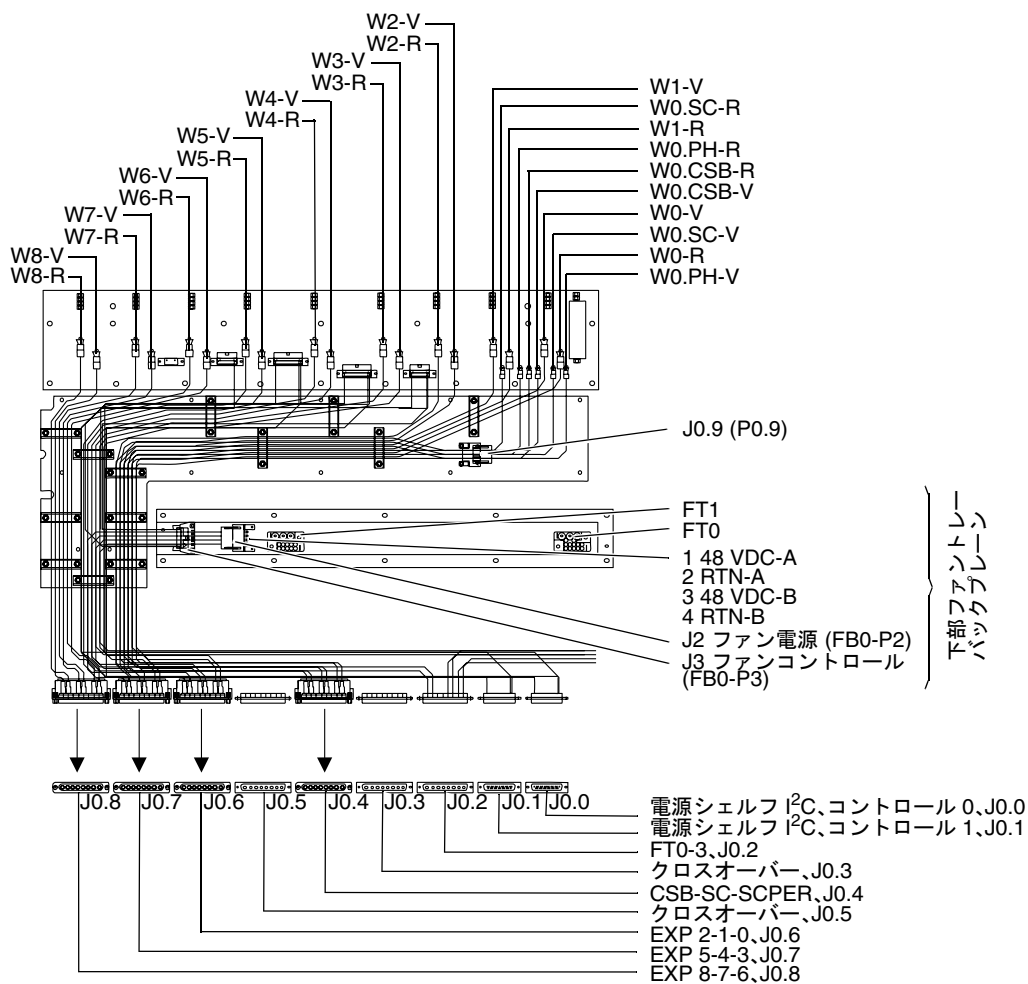 W2-V
W2-R
W3-V
W3-R
W4-V
W4-R
W5-V
W5-R
W6-V
W6-R
W7-V
W7-R
W8-V
W8-R
W1-V
W0.SC-R
W1-R
W0.PH-R
W0.CSB-R
W0.CSB-V
W0-V
W0.SC-V
W0-R
W0.PH-V
J0.9 (P0.9)
FT1
FT0
1 48 VDC-A
2 RTN-A
3 48 VDC-B
4 RTN-B
J2 ファン電源 (FB0-P2)
J3 ファンコントロール
(FB0-P3)
下部ファントレー
バックプレーン
J0.8
J0.7
J0.6
J0.5
J0.4
J0.3
J0.2
J0.1
J0.0
電源シェルフ I²C、コントロール 0、J0.0
電源シェルフ I²C、コントロール 1、J0.1
FT0-3、J0.2
クロスオーバー、J0.3
CSB-SC-SCPER、J0.4
クロスオーバー、J0.5
EXP 2-1-0、J0.6
EXP 5-4-3、J0.7
EXP 8-7-6、J0.8